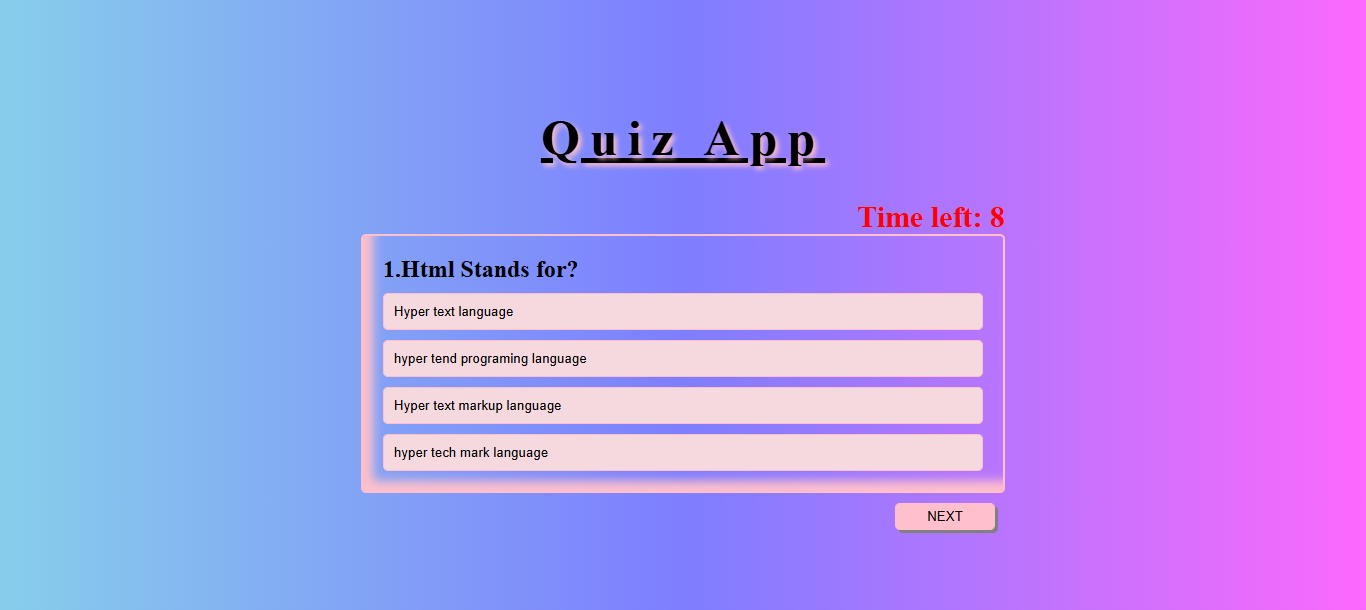 Quiz App
Time left: 8
1.Html Stands for?
Hyper text language
hyper tend programing language
Hyper text markup language
hyper tech mark language
NEXT